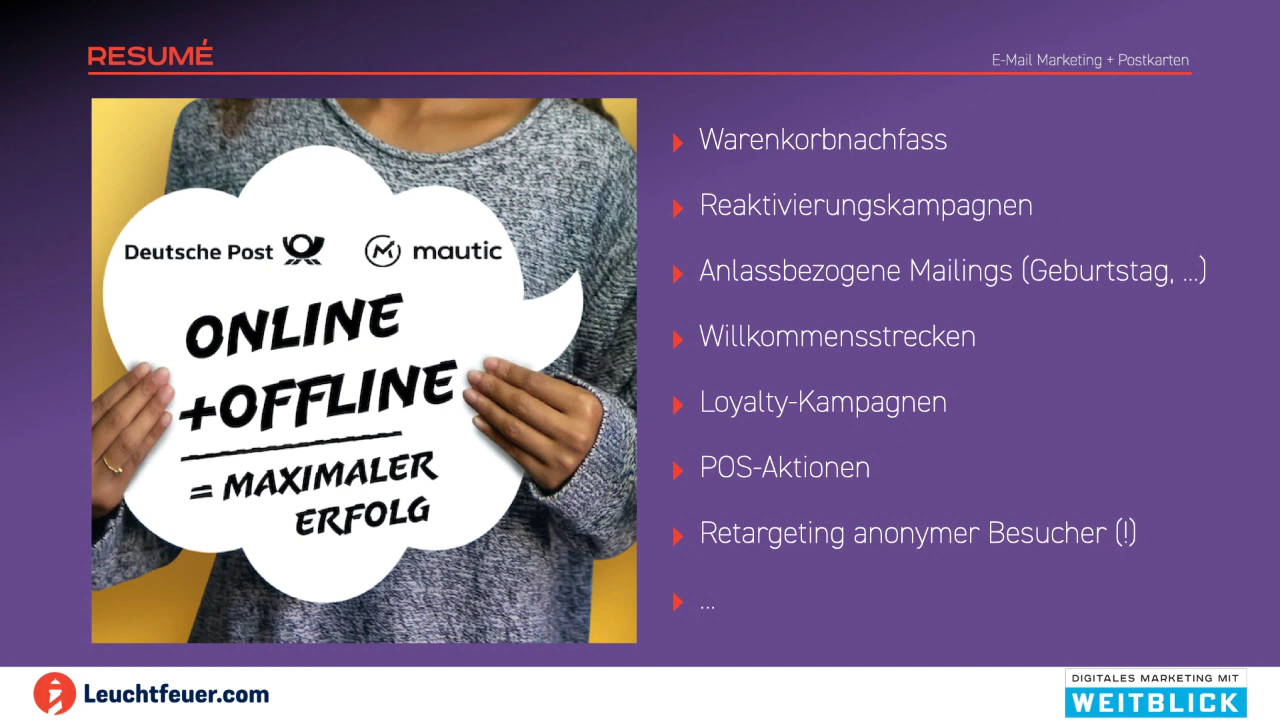 RESUMÉ
E-Mail Marketing + Postkarten
Deutsche Post
mautic
ONLINE
+OFFLINE
= MAXIMALER
ERFOLG
Warenkorbnachfass
Reaktivierungskampagnen
Anlassbezogene Mailings (Geburtstag, ...)
Willkommensstrecken
Loyalty-Kampagnen
POS-Aktionen
Retargeting anonymer Besucher (!)
...
Leuchtfeuer.com
DIGITALES MARKETING MIT
WEITBLICK